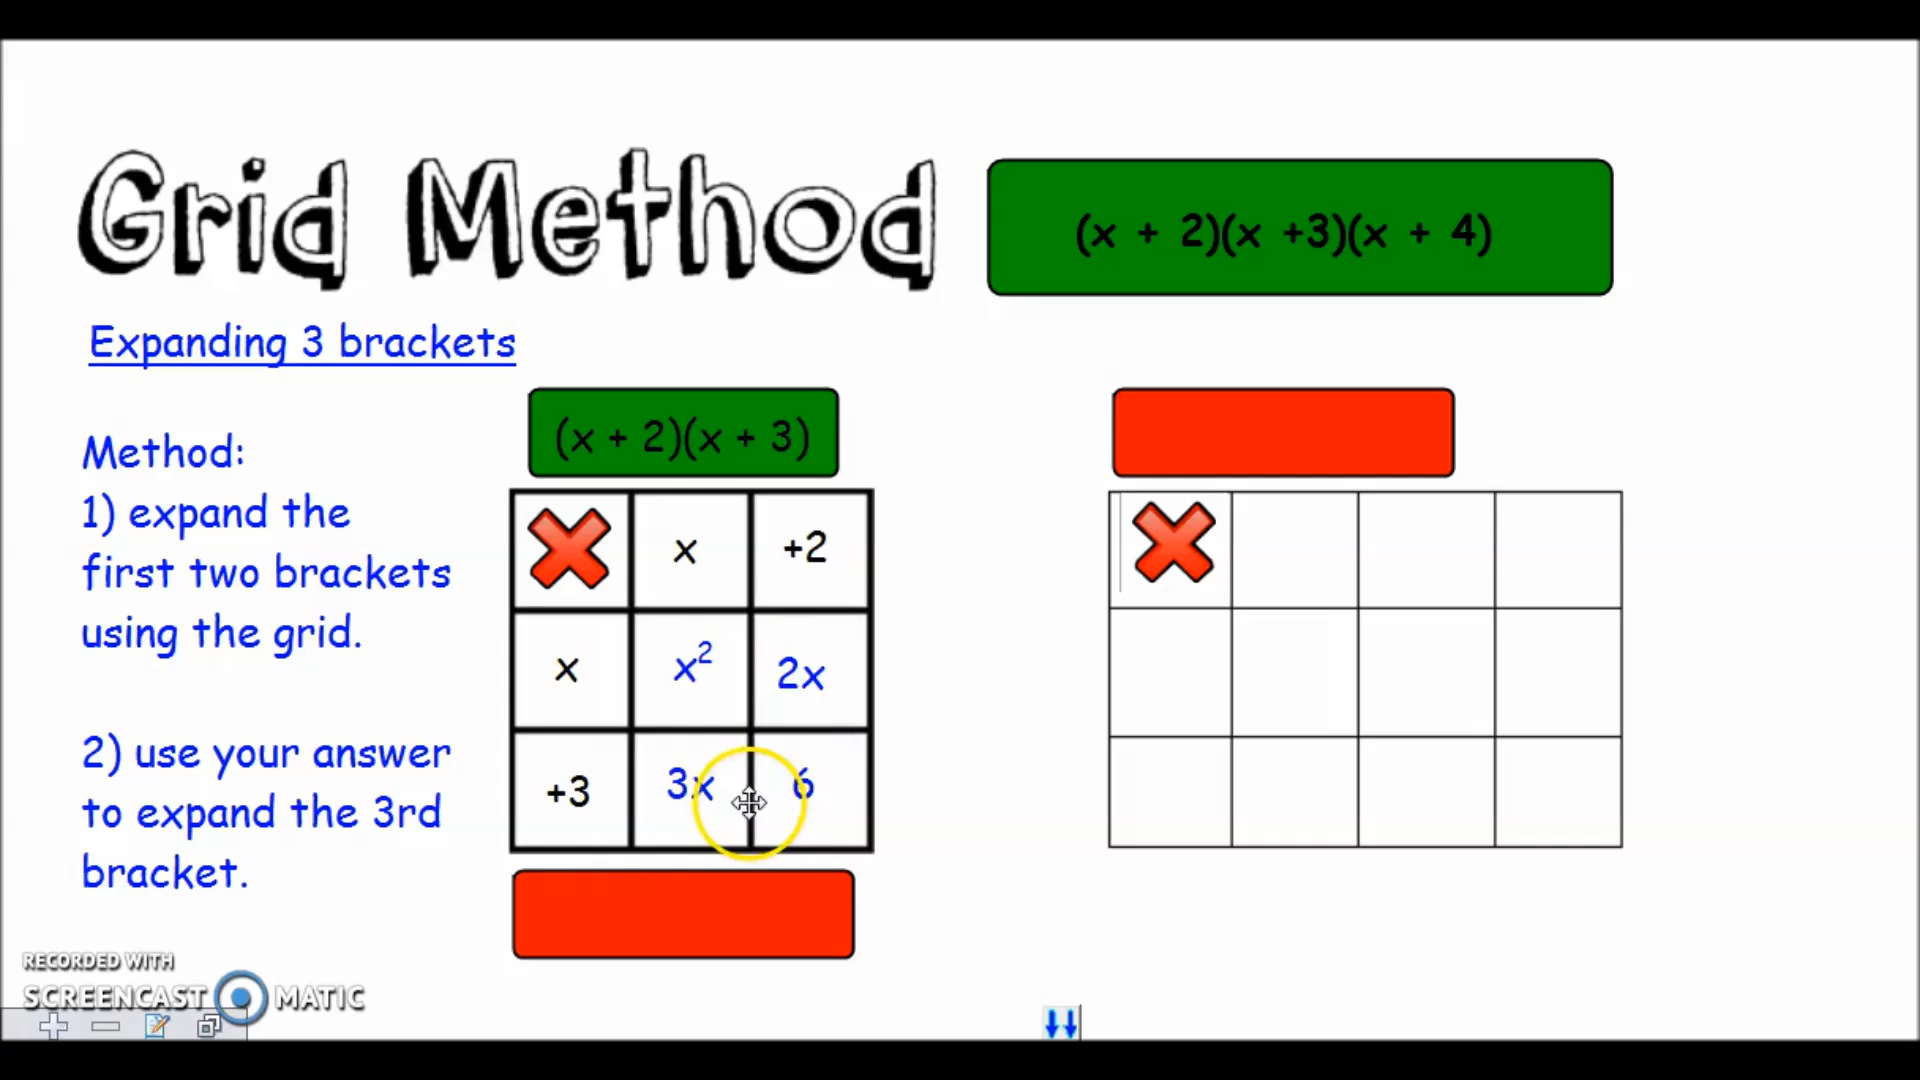 Grid Method
(x + 2)(x +3)(x + 4)
Expanding 3 brackets
Method:
1) expand the
first two brackets
using the grid.
2) use your answer
to expand the 3rd
bracket.
(x + 2)(x + 3)
x +2
x x² 2x
+3 3x 6
RECORDED WITH
SCREENCAST MATIC